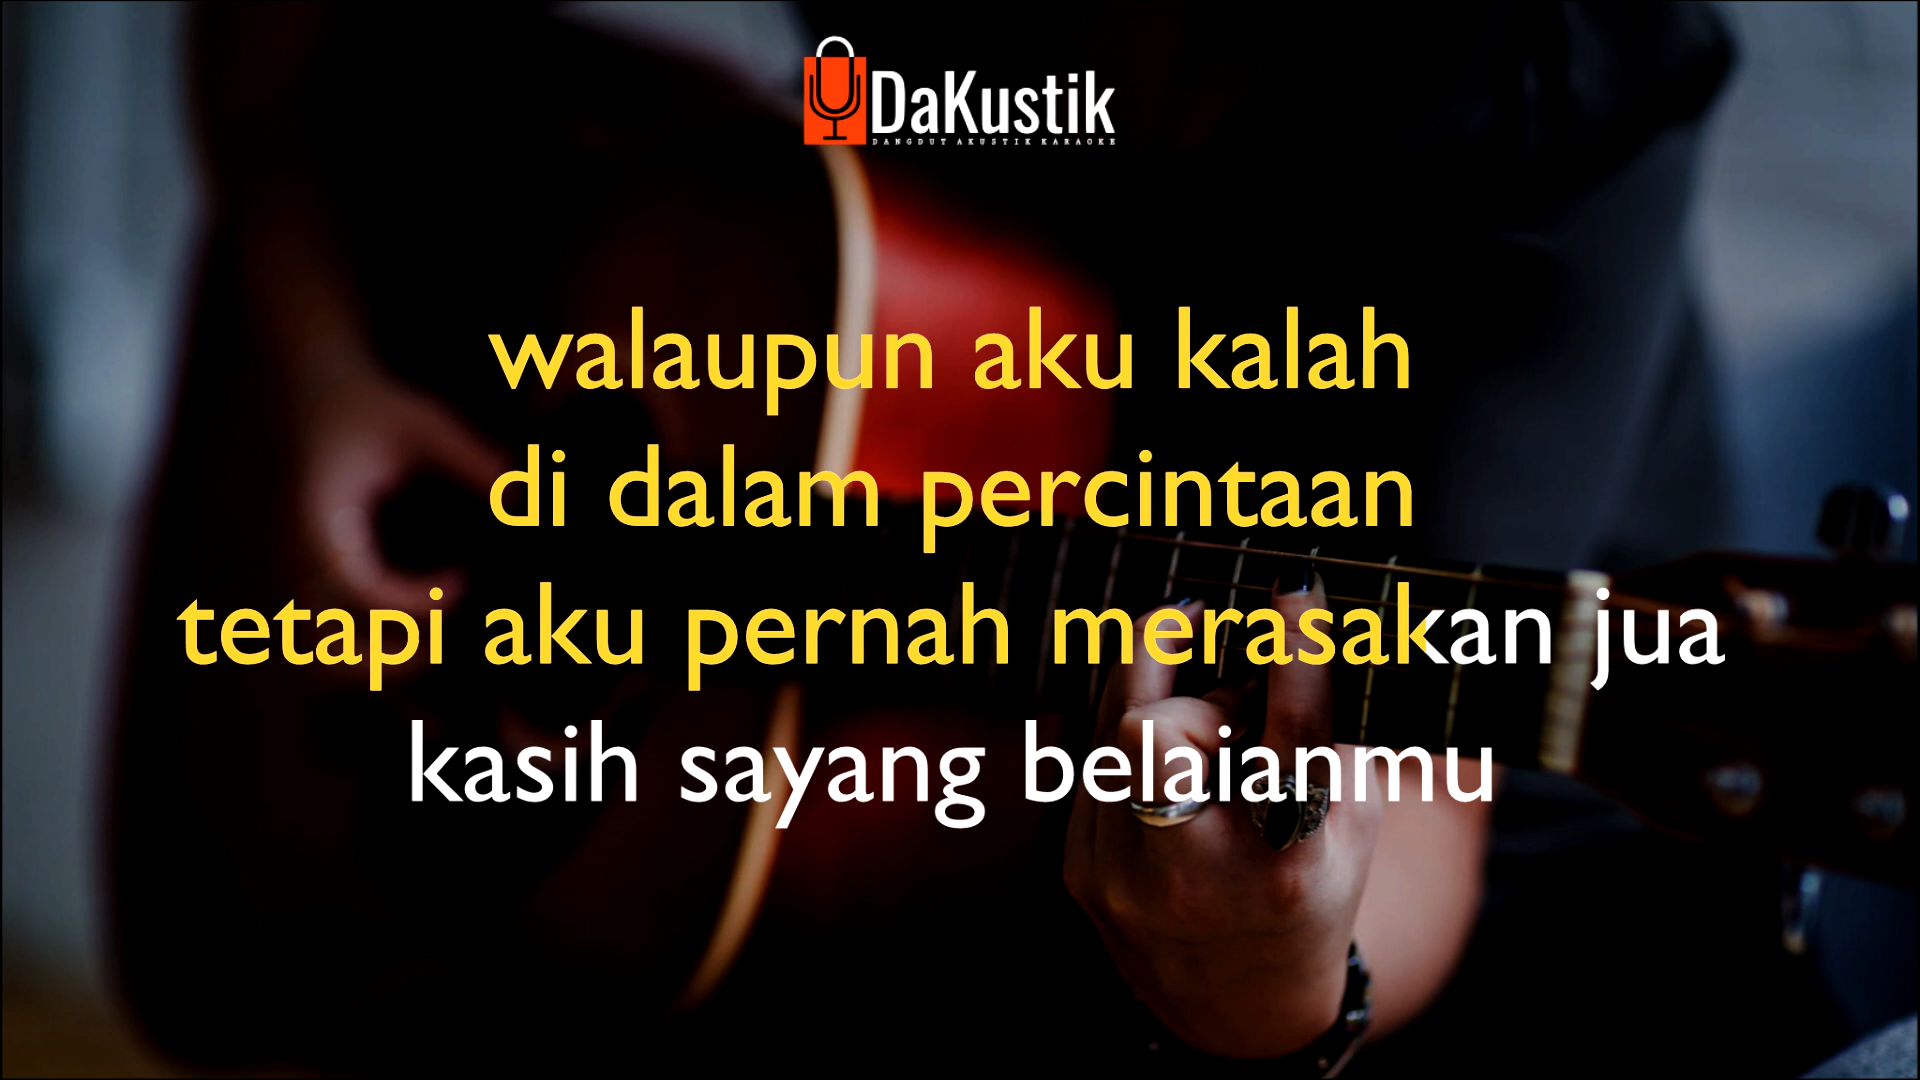 DaKustik
DANGDUT AKUSTIK KARAOKE
walaupun aku kalah
di dalam percintaan
tetapi aku pernah merasakan jua
kasih sayang belaianmu